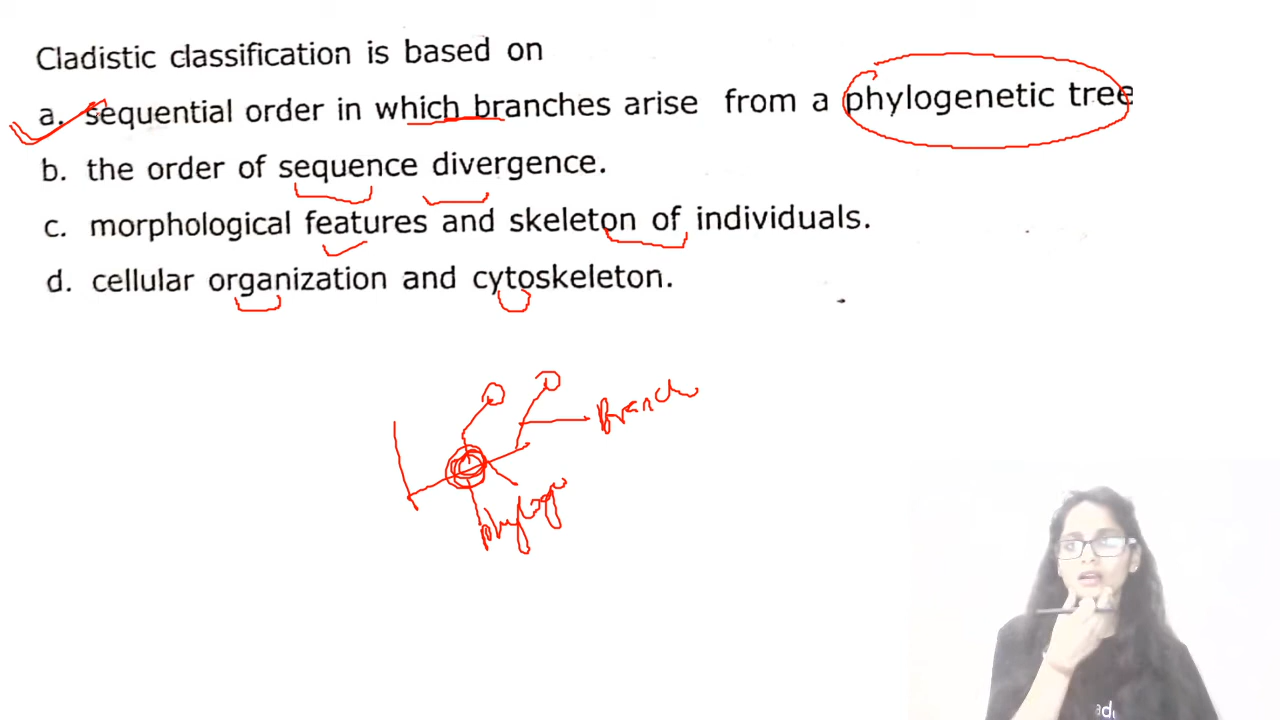 Cladistic classification is based on
a. sequential order in which branches arise from a phylogenetic tree
b. the order of sequence divergence.
c. morphological features and skeleton of individuals.
d. cellular organization and cytoskeleton.
Branch
phylogo